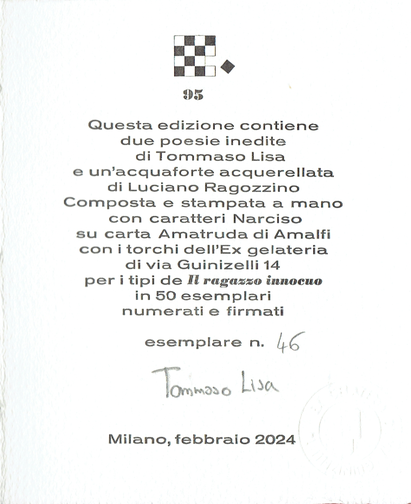 95
Questa edizione contiene
due poesie inedite
di Tommaso Lisa
e un'acquaforte acquerellata
di Luciano Ragozzino
Composta e stampata a mano
con caratteri Narciso
su carta Amatruda di Amalfi
con i torchi dell'Ex gelateria
di via Guinizelli 14
per i tipi de Il ragazzo innocuo
in 50 esemplari
numerati e firmati
esemplare n. 46
Tommaso Lisa
Milano, febbraio 2024